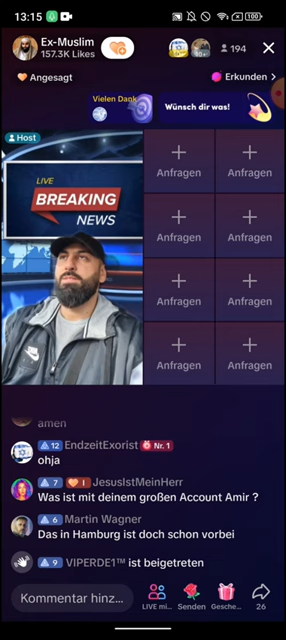 13:15
100
Ex-Muslim
157.3K Likes
194
Angesagt
Erkunden
Vielen Dank
Wünsch dir was!
Host
LIVE
BREAKING
NEWS
Anfragen
Anfragen
Anfragen
Anfragen
Anfragen
Anfragen
Anfragen
Anfragen
amen
12 EndzeitExorist Nr. 1
ohja
7 I JesusIstMeinHerr
Was ist mit deinem großen Account Amir ?
6 Martin Wagner
Das in Hamburg ist doch schon vorbei
9 VIPERDE1™ ist beigetreten
Kommentar hinz...
LIVE mi...
Senden
Gesche...
26